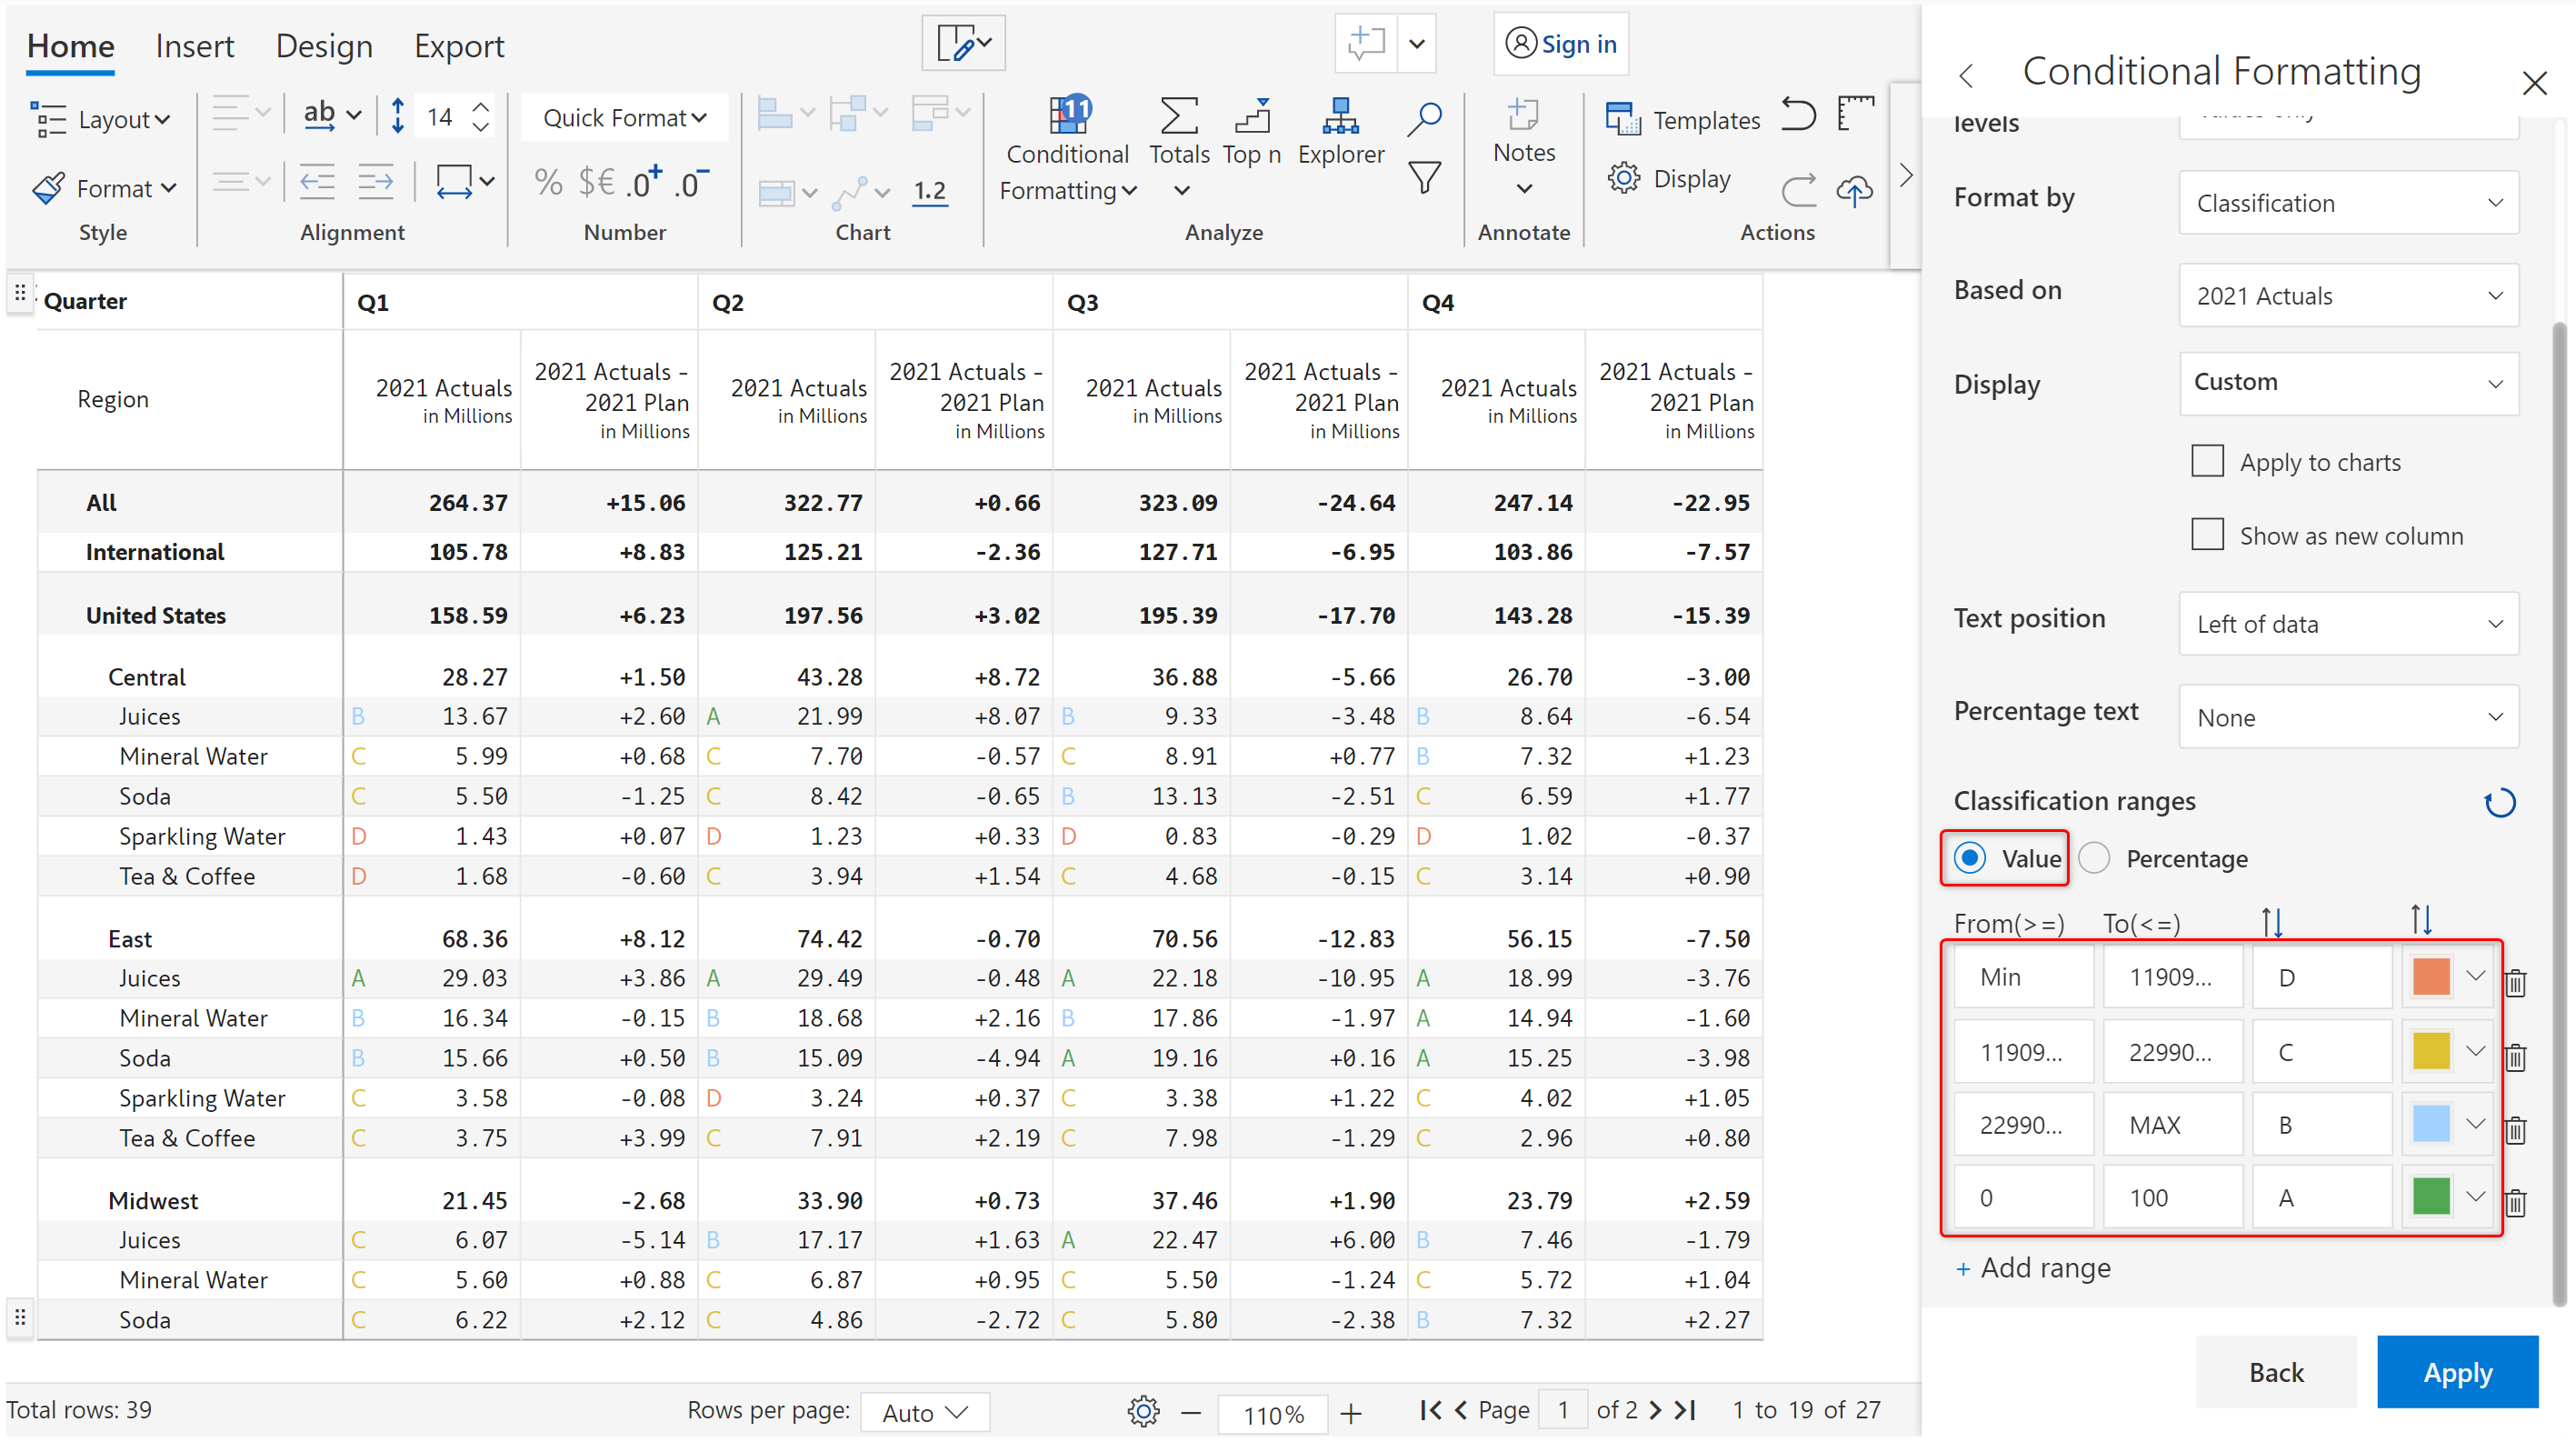 Home Insert Design Export Sign in
Layout ab 14 Quick Format 11 Templates
Conditional Formatting Totals Top n Explorer Notes
Format % $€ .0+ .0- 1.2 Display
Style Alignment Number Chart Analyze Annotate Actions
Quarter Q1 Q2 Q3 Q4
Region 2021 Actuals in Millions 2021 Actuals - 2021 Plan in Millions 2021 Actuals in Millions 2021 Actuals - 2021 Plan in Millions 2021 Actuals in Millions 2021 Actuals - 2021 Plan in Millions 2021 Actuals in Millions 2021 Actuals - 2021 Plan in Millions
All 264.37 +15.06 322.77 +0.66 323.09 -24.64 247.14 -22.95
International 105.78 +8.83 125.21 -2.36 127.71 -6.95 103.86 -7.57
United States 158.59 +6.23 197.56 +3.02 195.39 -17.70 143.28 -15.39
Central 28.27 +1.50 43.28 +8.72 36.88 -5.66 26.70 -3.00
Juices B 13.67 +2.60 A 21.99 +8.07 B 9.33 -3.48 B 8.64 -6.54
Mineral Water C 5.99 +0.68 C 7.70 -0.57 C 8.91 +0.77 B 7.32 +1.23
Soda C 5.50 -1.25 C 8.42 -0.65 B 13.13 -2.51 C 6.59 +1.77
Sparkling Water D 1.43 +0.07 D 1.23 +0.33 D 0.83 -0.29 D 1.02 -0.37
Tea & Coffee D 1.68 -0.60 C 3.94 +1.54 C 4.68 -0.15 C 3.14 +0.90
East 68.36 +8.12 74.42 -0.70 70.56 -12.83 56.15 -7.50
Juices A 29.03 +3.86 A 29.49 -0.48 A 22.18 -10.95 A 18.99 -3.76
Mineral Water B 16.34 -0.15 B 18.68 +2.16 B 17.86 -1.97 A 14.94 -1.60
Soda B 15.66 +0.50 B 15.09 -4.94 A 19.16 +0.16 A 15.25 -3.98
Sparkling Water C 3.58 -0.08 D 3.24 +0.37 C 3.38 +1.22 C 4.02 +1.05
Tea & Coffee C 3.75 +3.99 C 7.91 +2.19 C 7.98 -1.29 C 2.96 +0.80
Midwest 21.45 -2.68 33.90 +0.73 37.46 +1.90 23.79 +2.59
Juices C 6.07 -5.14 B 17.17 +1.63 A 22.47 +6.00 B 7.46 -1.79
Mineral Water C 5.60 +0.88 C 6.87 +0.95 C 5.50 -1.24 C 5.72 +1.04
Soda C 6.22 +2.12 C 4.86 -2.72 C 5.80 -2.38 B 7.32 +2.27
Total rows: 39 Rows per page: Auto 110% Page 1 of 2 1 to 19 of 27
Conditional Formatting
levels
Format by Classification
Based on 2021 Actuals
Display Custom
Apply to charts
Show as new column
Text position Left of data
Percentage text None
Classification ranges
Value Percentage
From(>=) To(<=)
Min 11909... D
11909... 22990... C
22990... MAX B
0 100 A
+ Add range
Back Apply